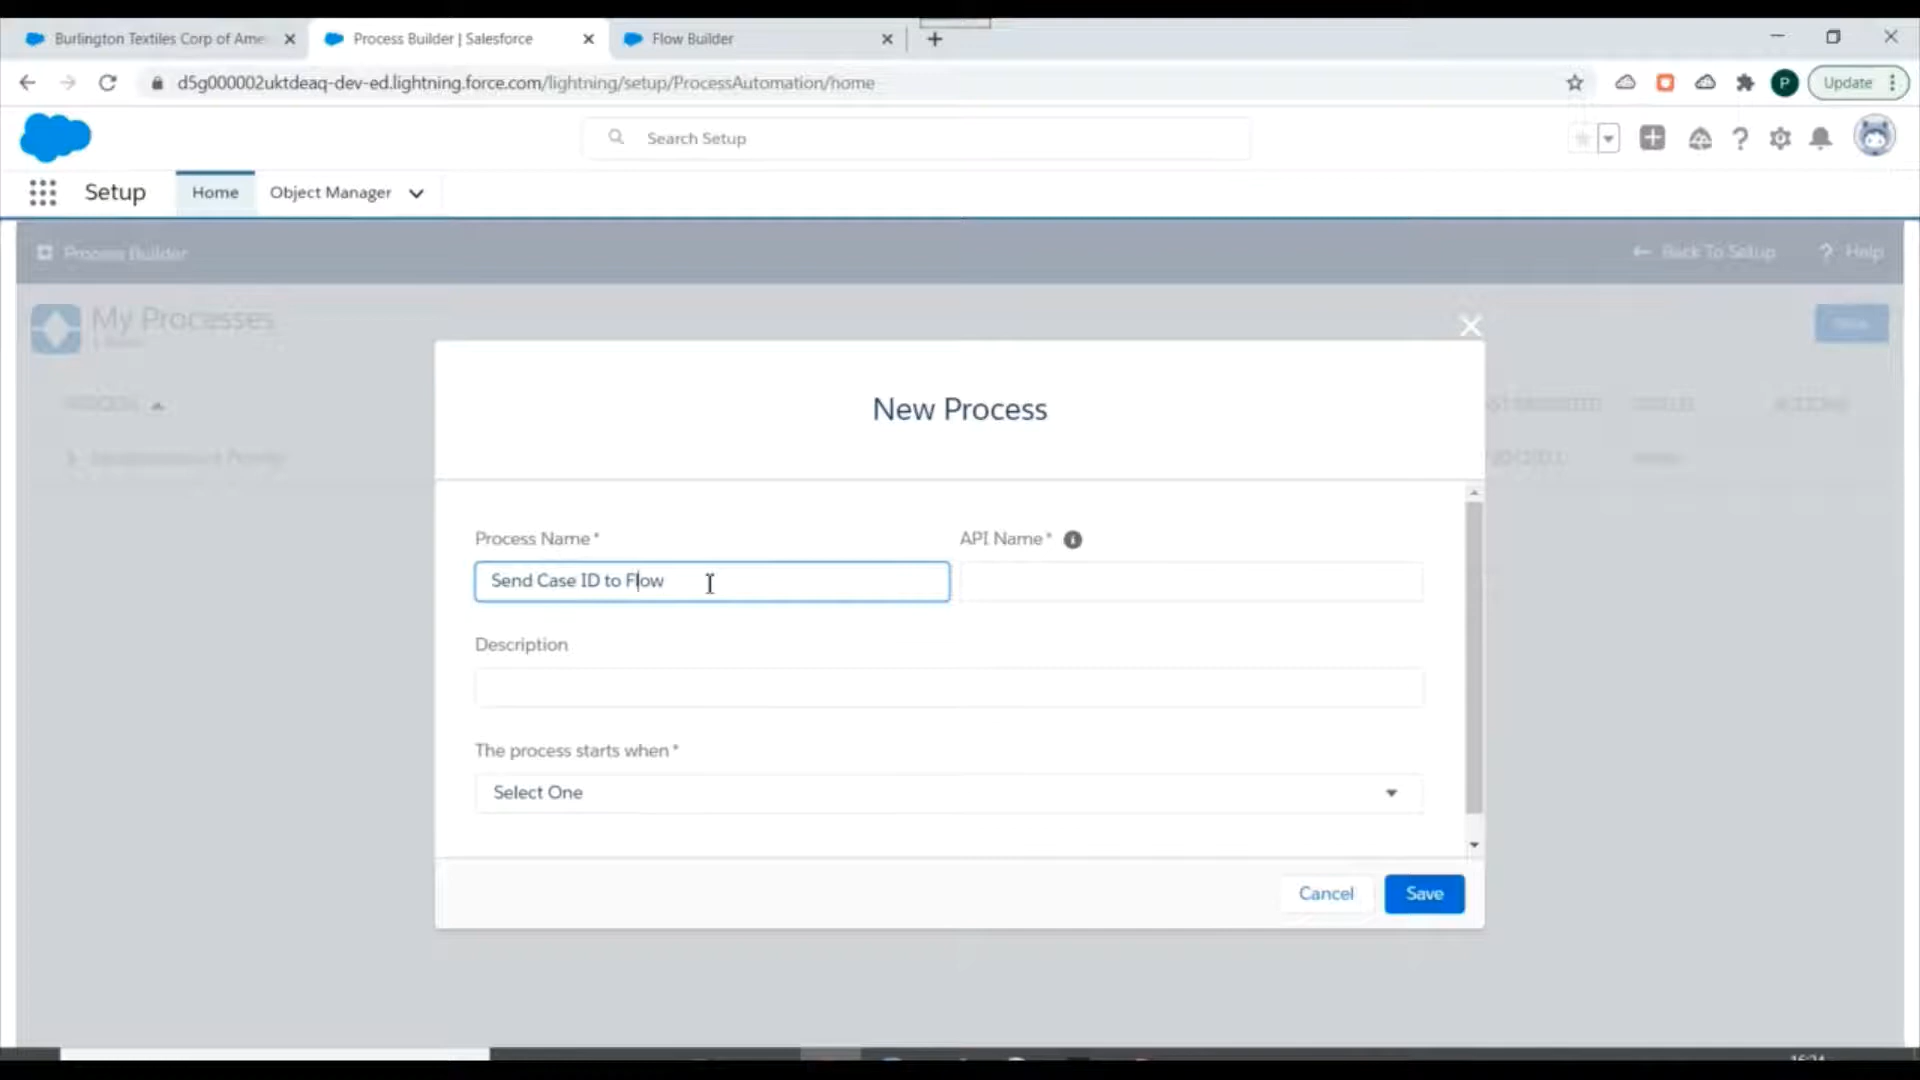 Burlington Textiles Corp of Ame
Process Builder | Salesforce
Flow Builder
d5g000002uktdeaq-dev-ed.lightning.force.com/lightning/setup/ProcessAutomation/home
P
Update
Search Setup
Setup
Home
Object Manager
Process Builder
Back To Setup
? Help
My Processes
New Process
Process Name *
API Name *
Send Case ID to Flow
Description
The process starts when *
Select One
Cancel
Save